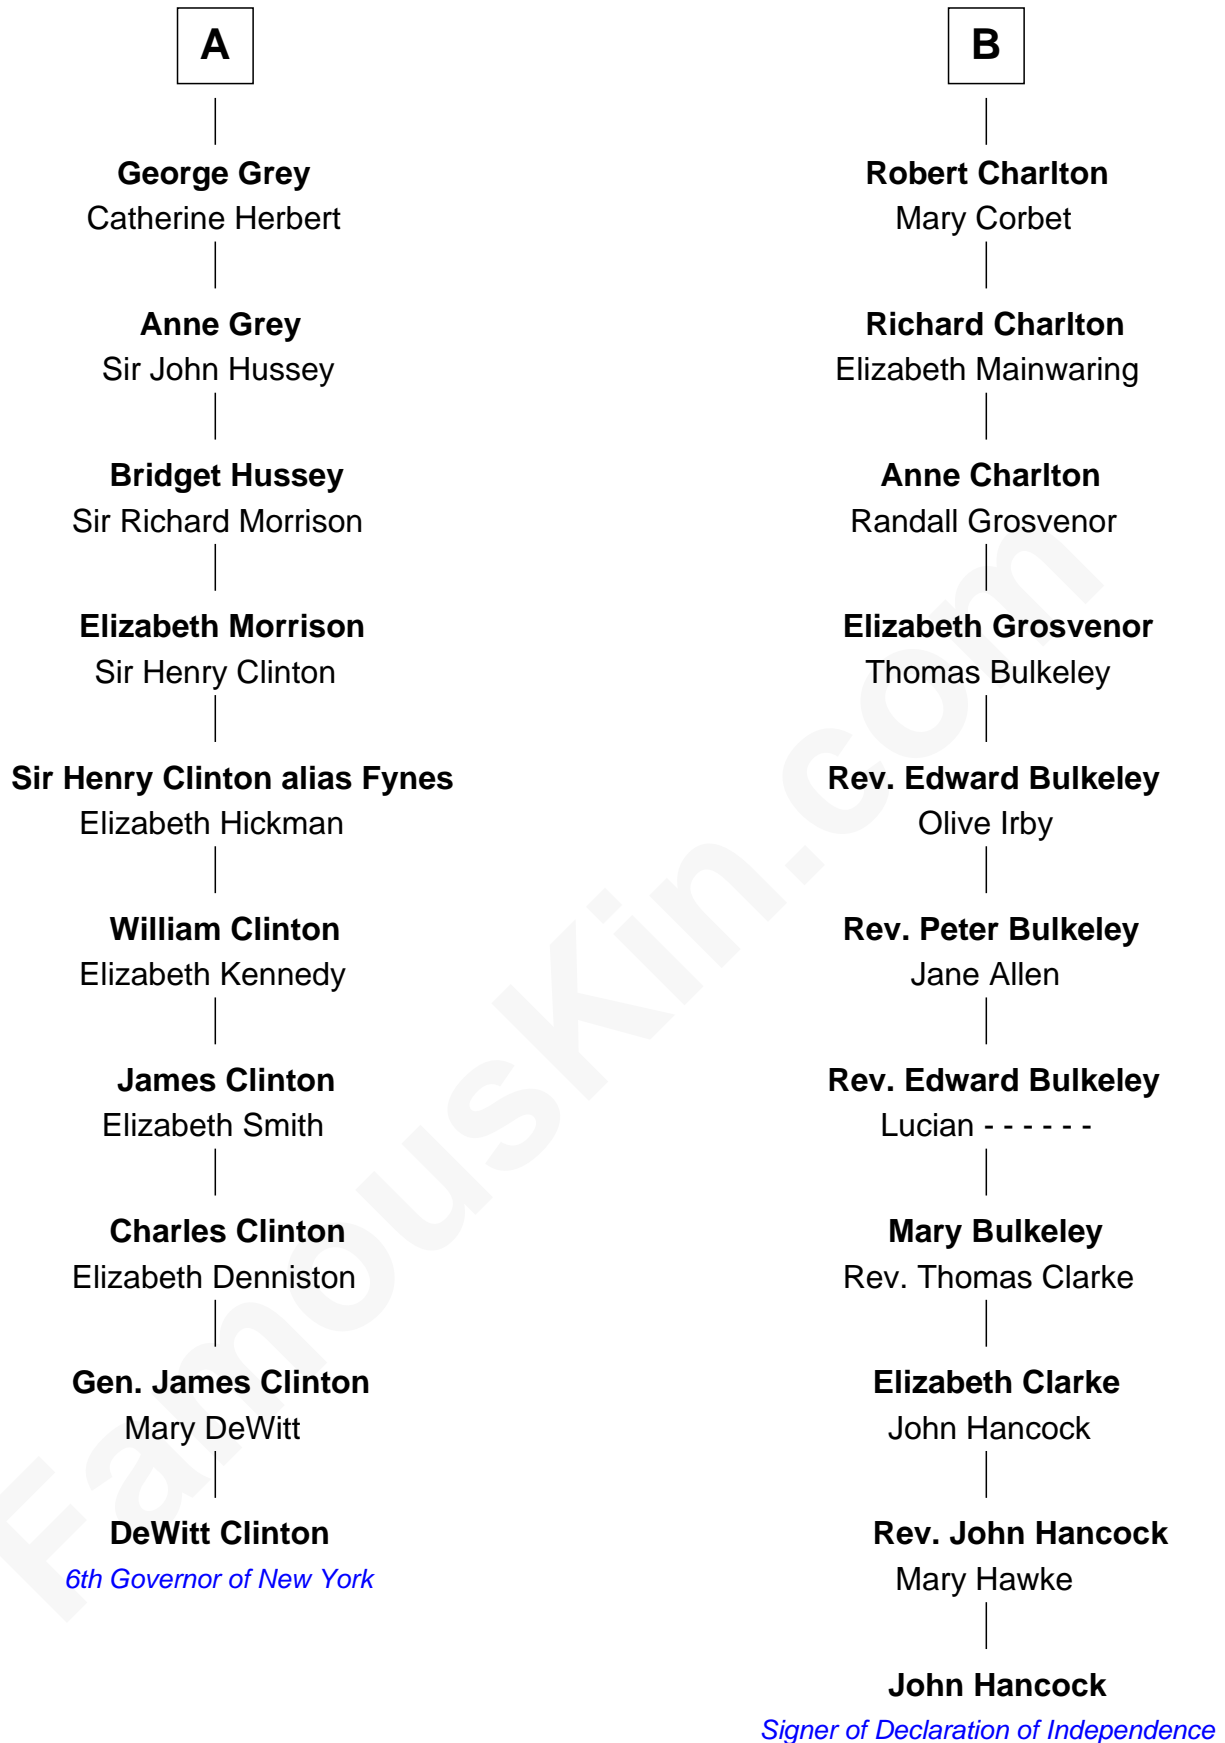 A
George Grey
Catherine Herbert
Anne Grey
Sir John Hussey
Bridget Hussey
Sir Richard Morrison
Elizabeth Morrison
Sir Henry Clinton
Sir Henry Clinton alias Fynes
Elizabeth Hickman
William Clinton
Elizabeth Kennedy
James Clinton
Elizabeth Smith
Charles Clinton
Elizabeth Denniston
Gen. James Clinton
Mary DeWitt
DeWitt Clinton
6th Governor of New York
B
Robert Charlton
Mary Corbet
Richard Charlton
Elizabeth Mainwaring
Anne Charlton
Randall Grosvenor
Elizabeth Grosvenor
Thomas Bulkeley
Rev. Edward Bulkeley
Olive Irby
Rev. Peter Bulkeley
Jane Allen
Rev. Edward Bulkeley
Lucian - - - - - -
Mary Bulkeley
Rev. Thomas Clarke
Elizabeth Clarke
John Hancock
Rev. John Hancock
Mary Hawke
John Hancock
Signer of Declaration of Independence
FamousKin.com